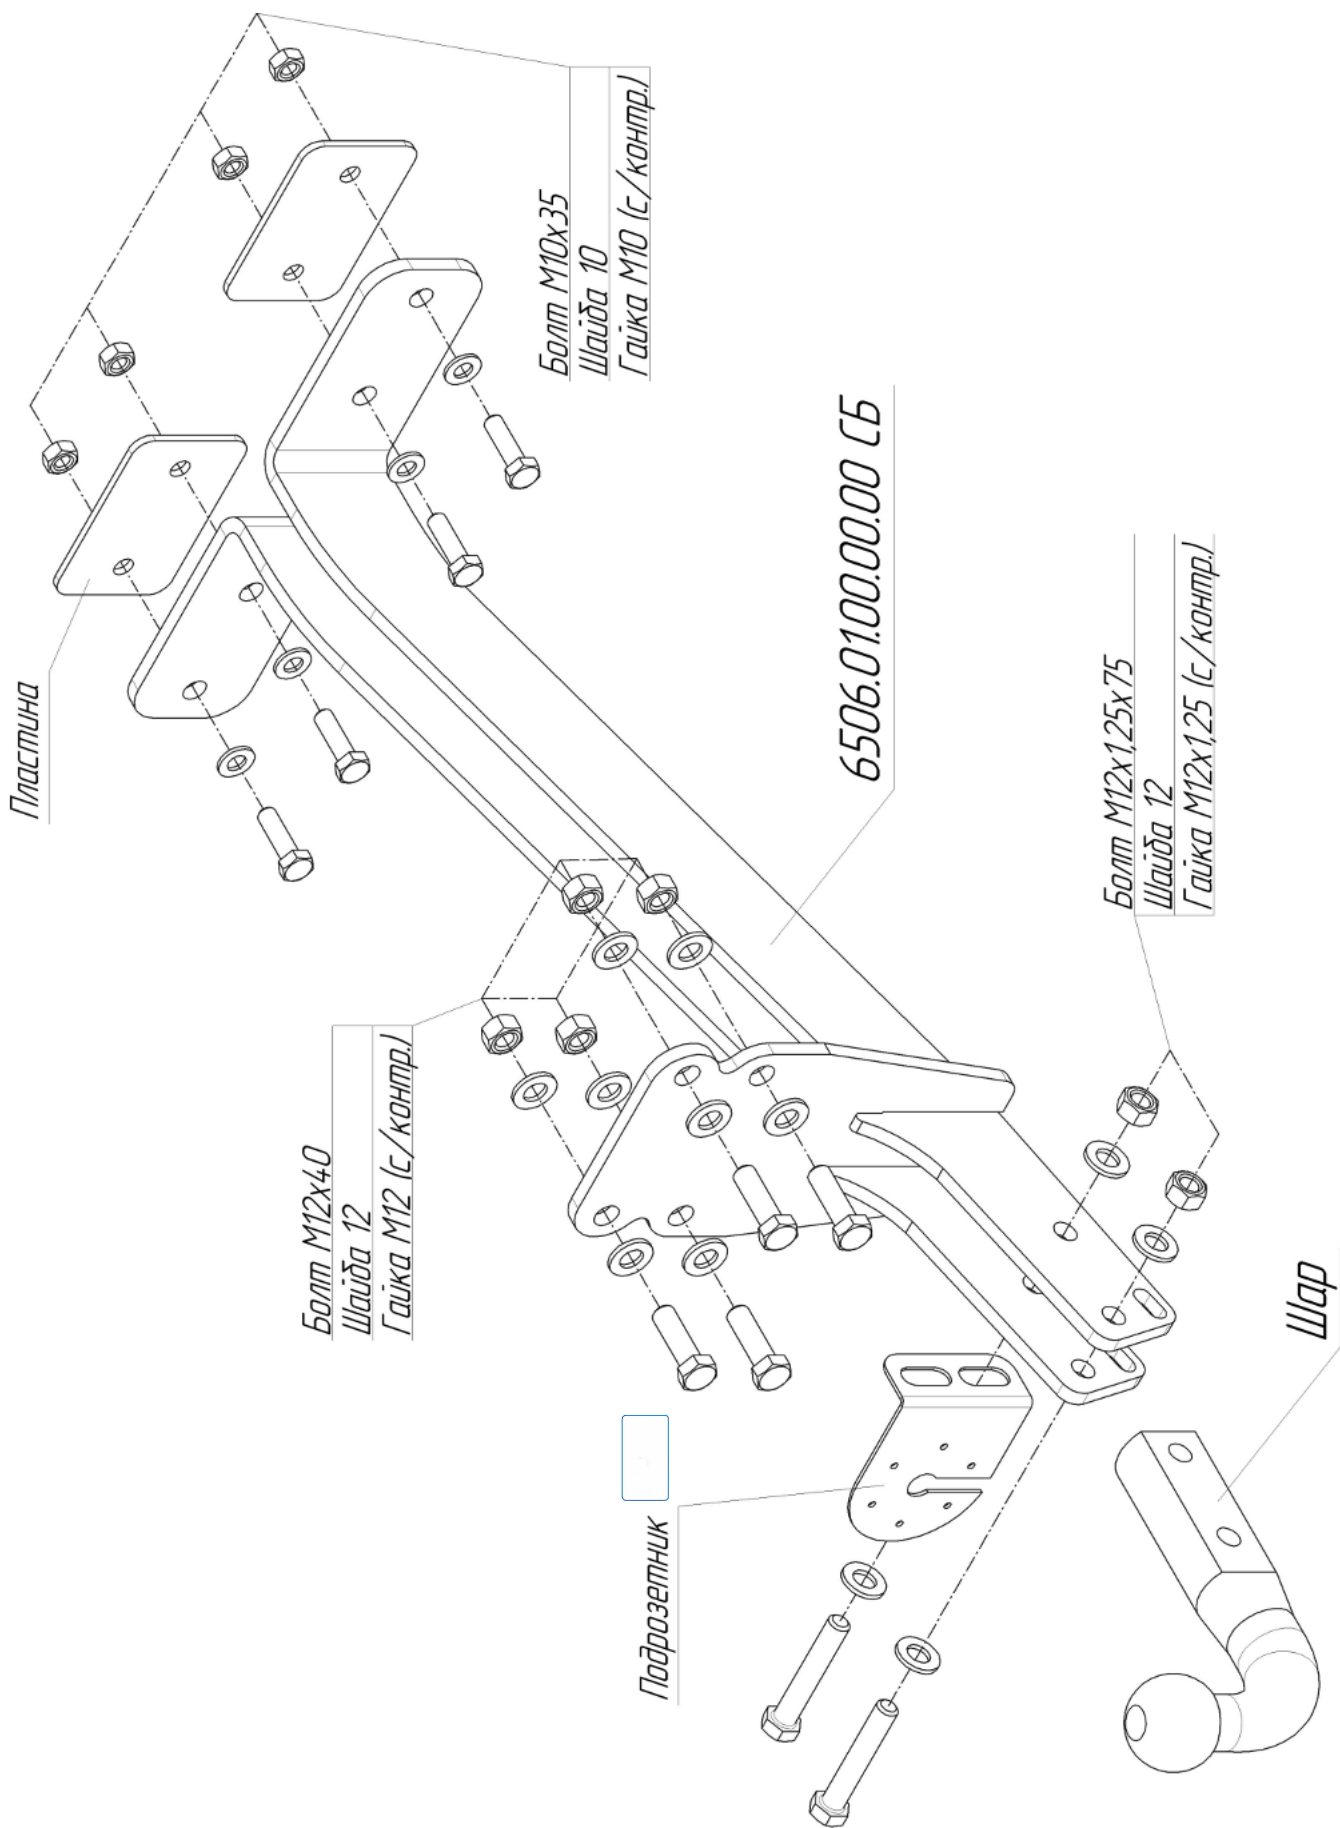 Пластина
Болт М10х35
Шайба 10
Гайка М10 (с/контр.)
Болт М12х40
Шайба 12
Гайка М12 (с/контр.)
6506.01.00.00.00 СБ
Подрозетник
Болт М12х1,25х75
Шайба 12
Гайка М12х1,25 (с/контр.)
Шар